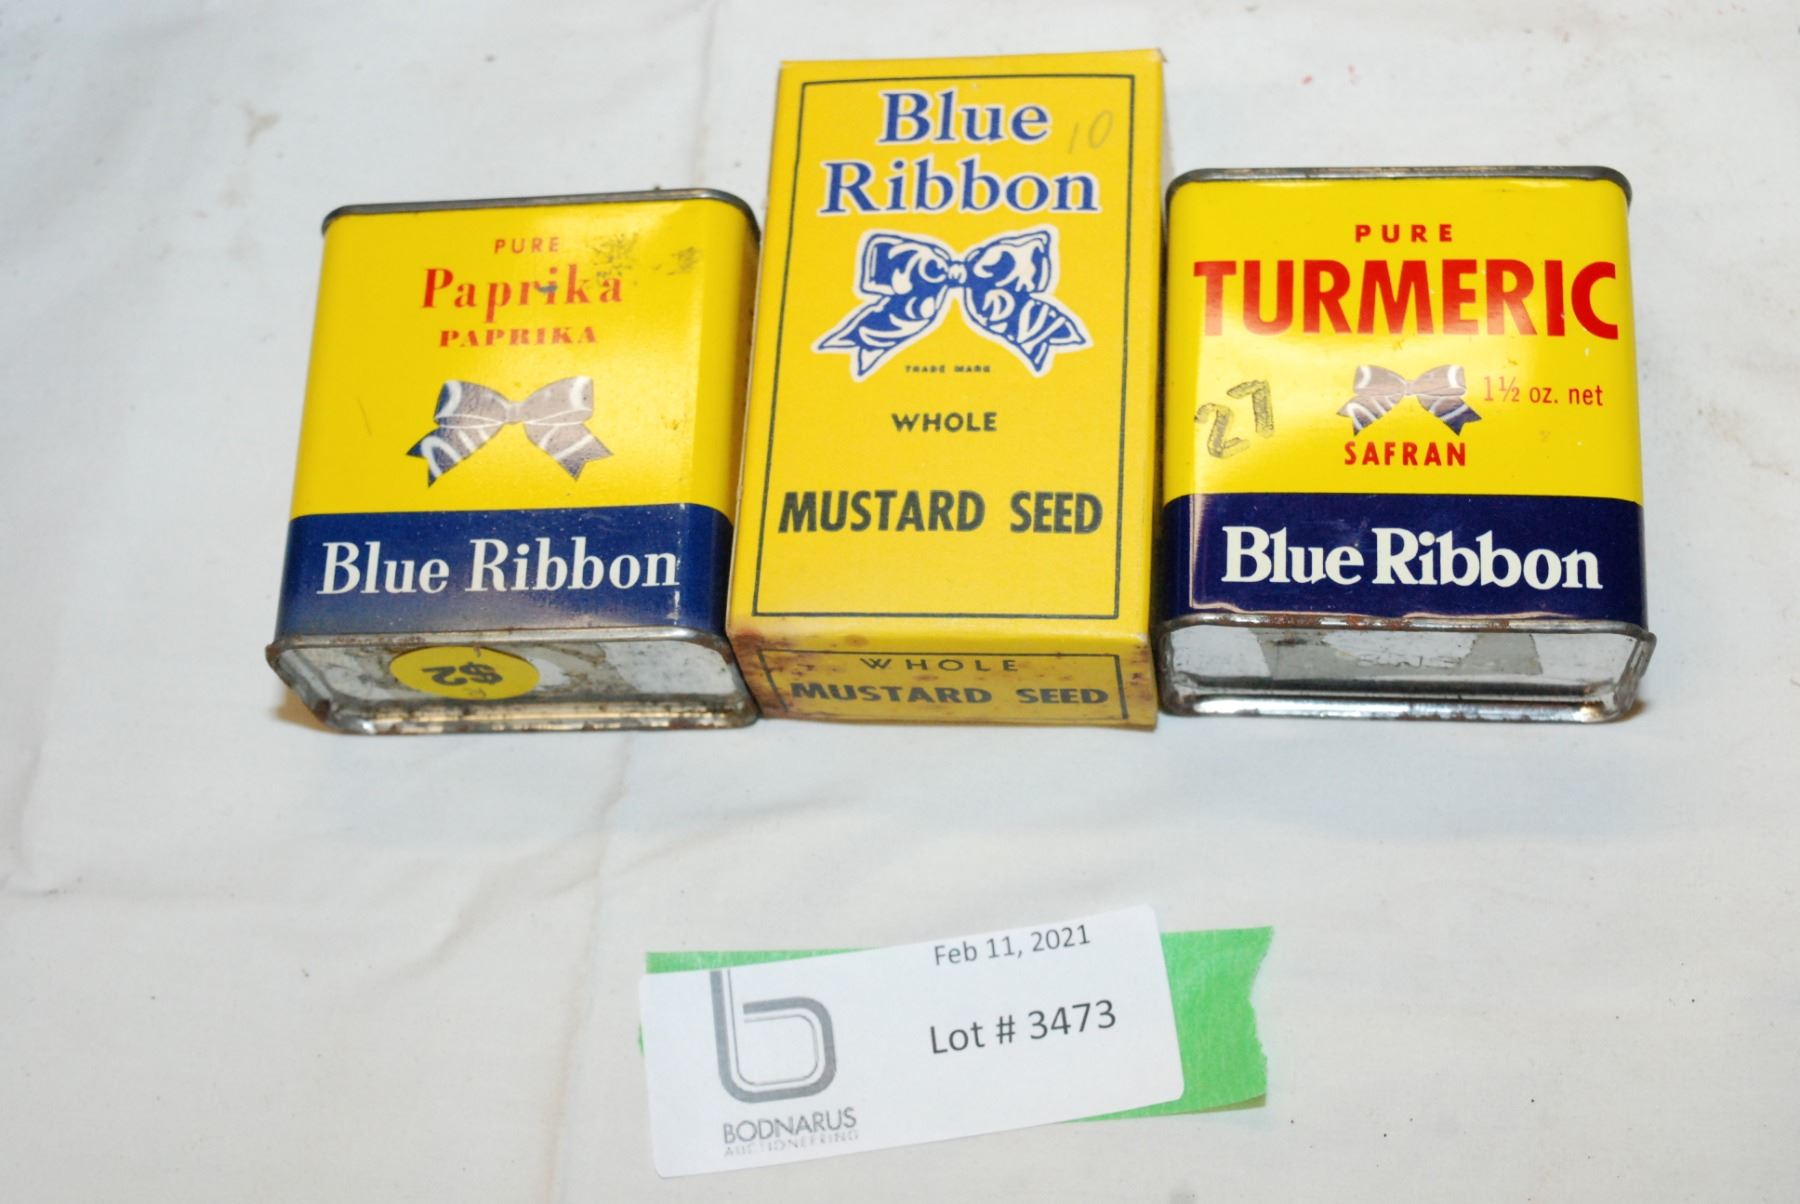 PURE
Paprika
PAPRIKA
Blue Ribbon
$2
Blue
Ribbon
10
TRADE MARK
WHOLE
MUSTARD SEED
WHOLE
MUSTARD SEED
PURE
TURMERIC
1½ oz. net
27
SAFRAN
Blue Ribbon
Feb 11, 2021
Lot # 3473
BODNARUS
AUCTIONEERING